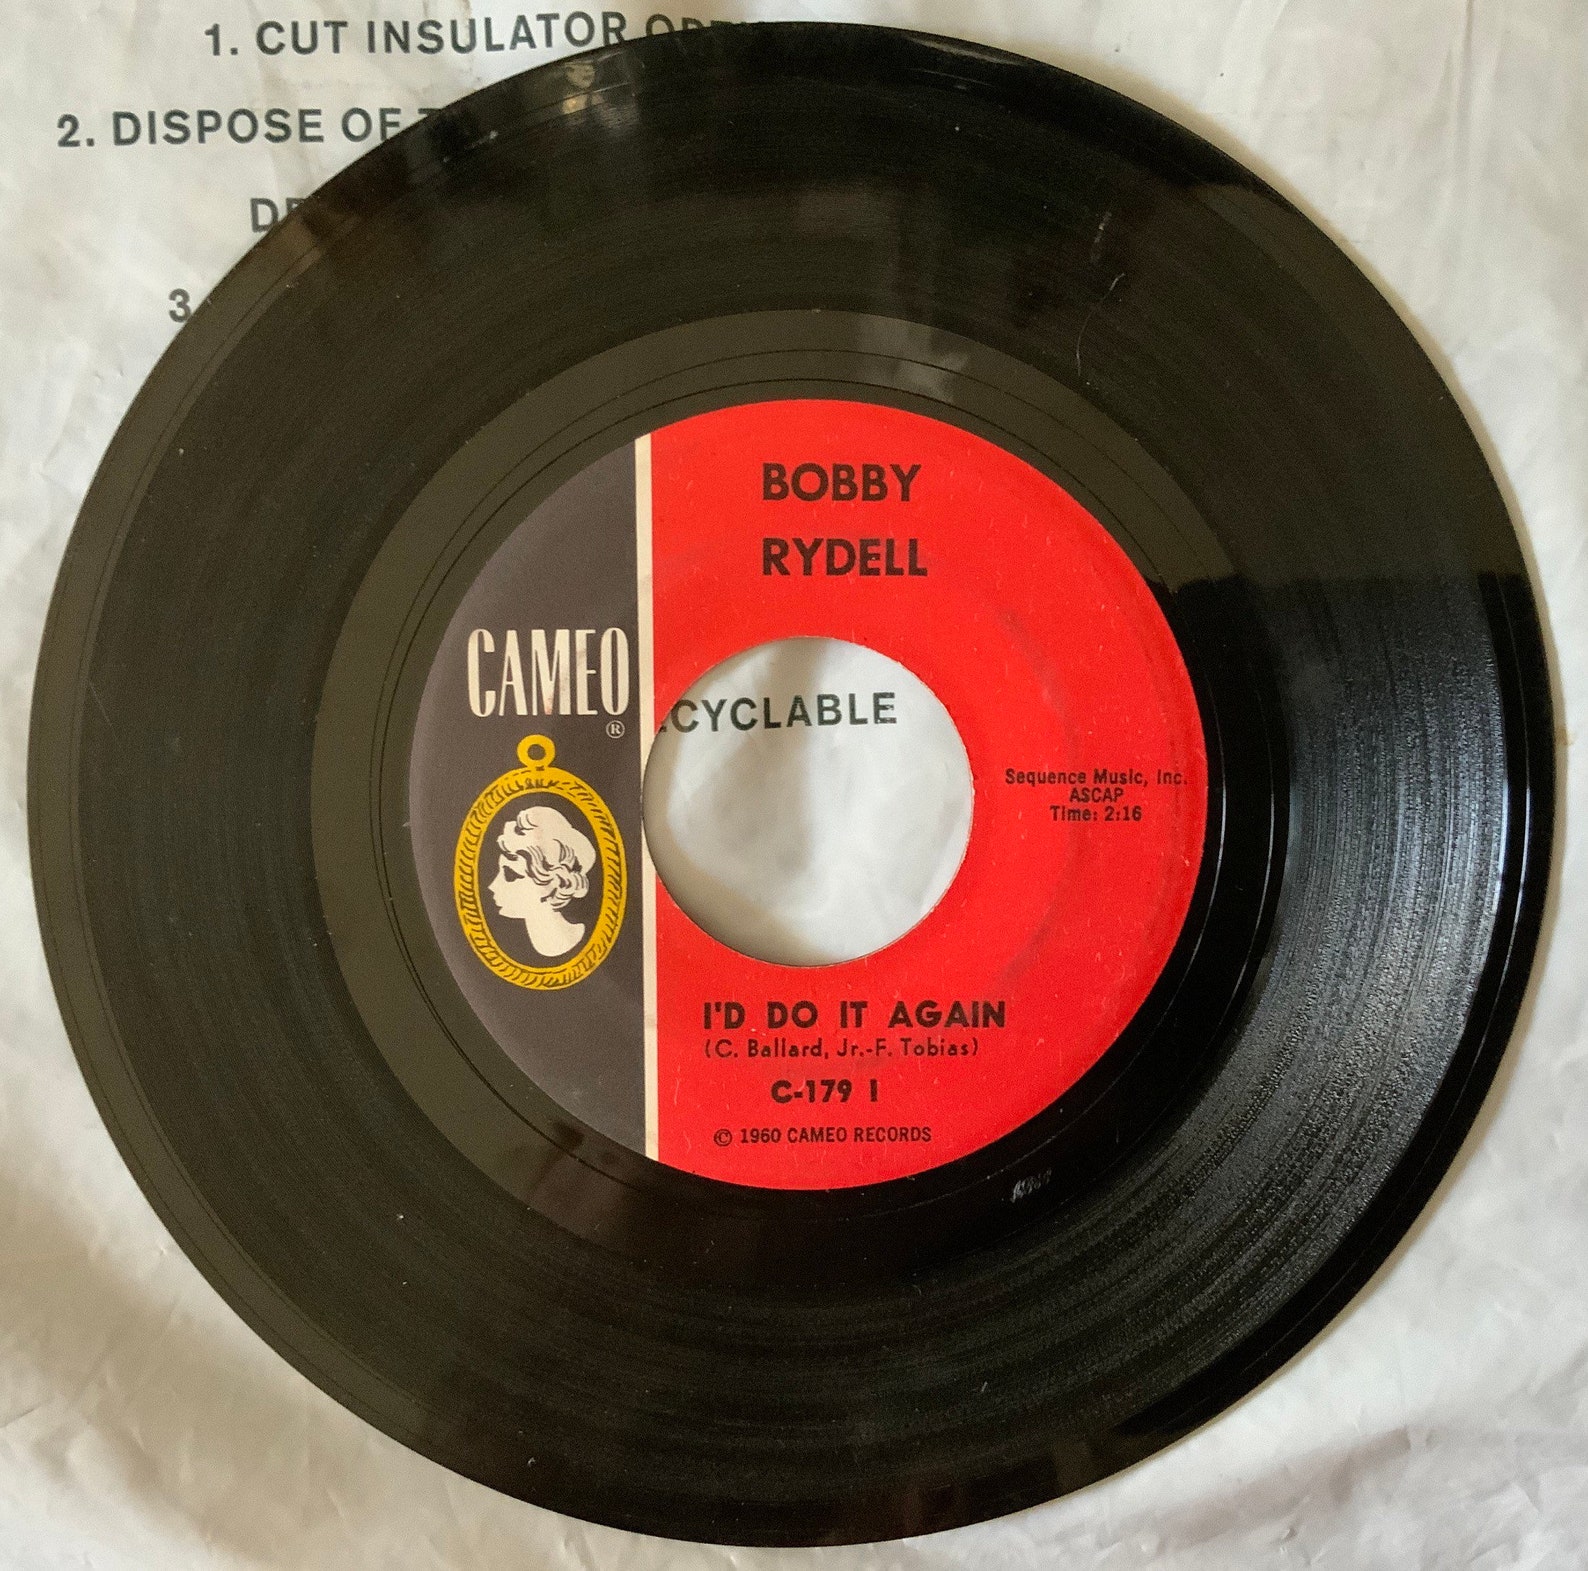 1. CUT INSULATOR
2. DISPOSE OF
3
BOBBY
RYDELL
CAMEO
®
CYCLABLE
Sequence Music, Inc.
ASCAP
Time: 2:16
I'D DO IT AGAIN
(C. Ballard, Jr.-F. Tobias)
C-179 I
© 1960 CAMEO RECORDS